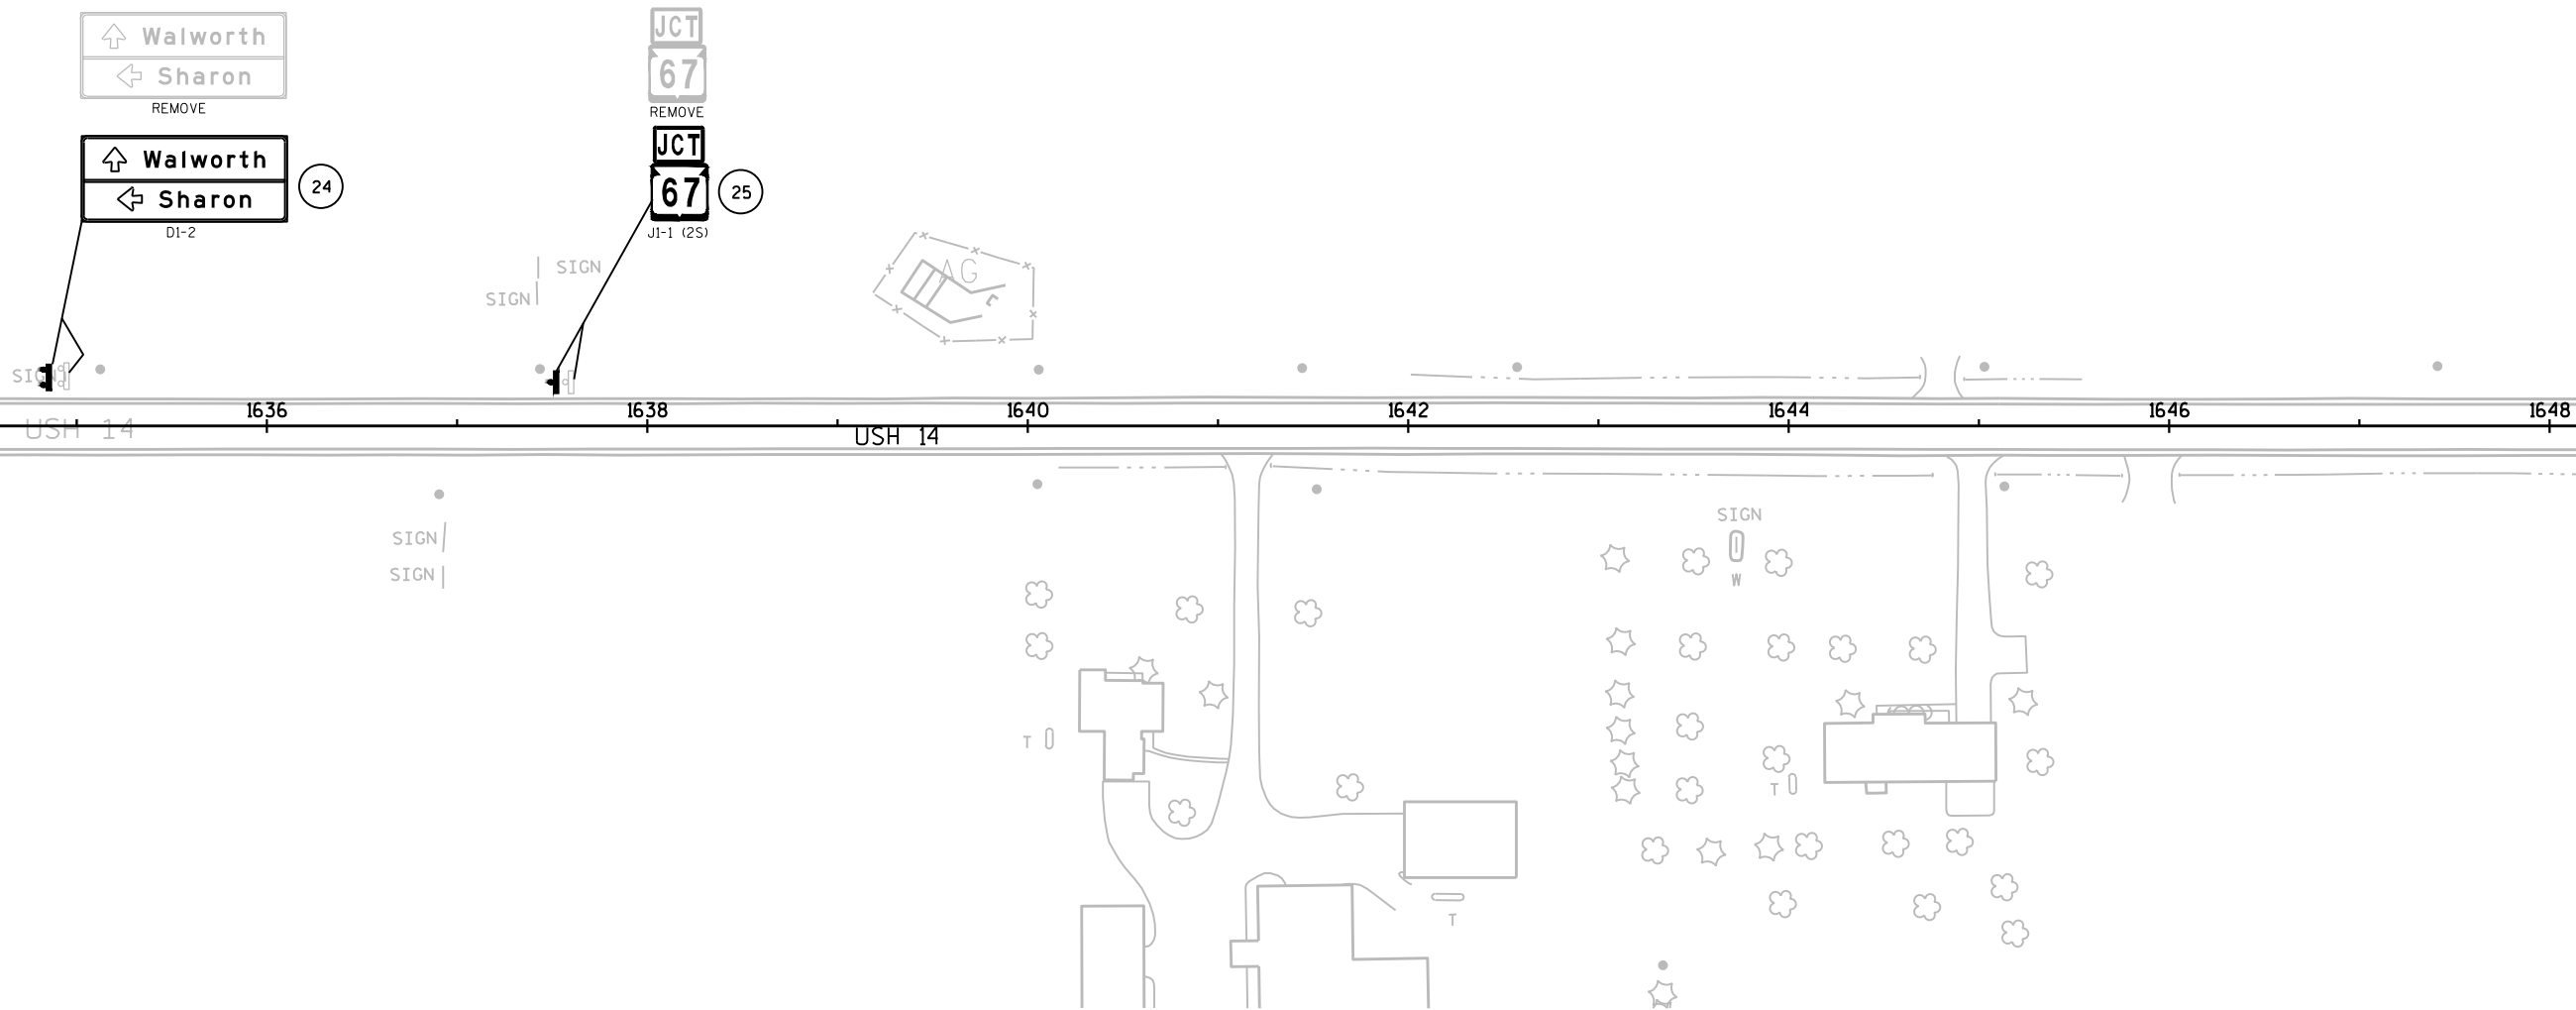 Walworth
Sharon
REMOVE
JCT
67
REMOVE
Walworth
Sharon
24
D1-2
JCT
67
25
J1-1 (2S)
SIGN
SIGN
AG
SIGN
1636
1638
1640
1642
1644
1646
1648
USH 14
USH 14
SIGN
SIGN
SIGN
W
T
T
T